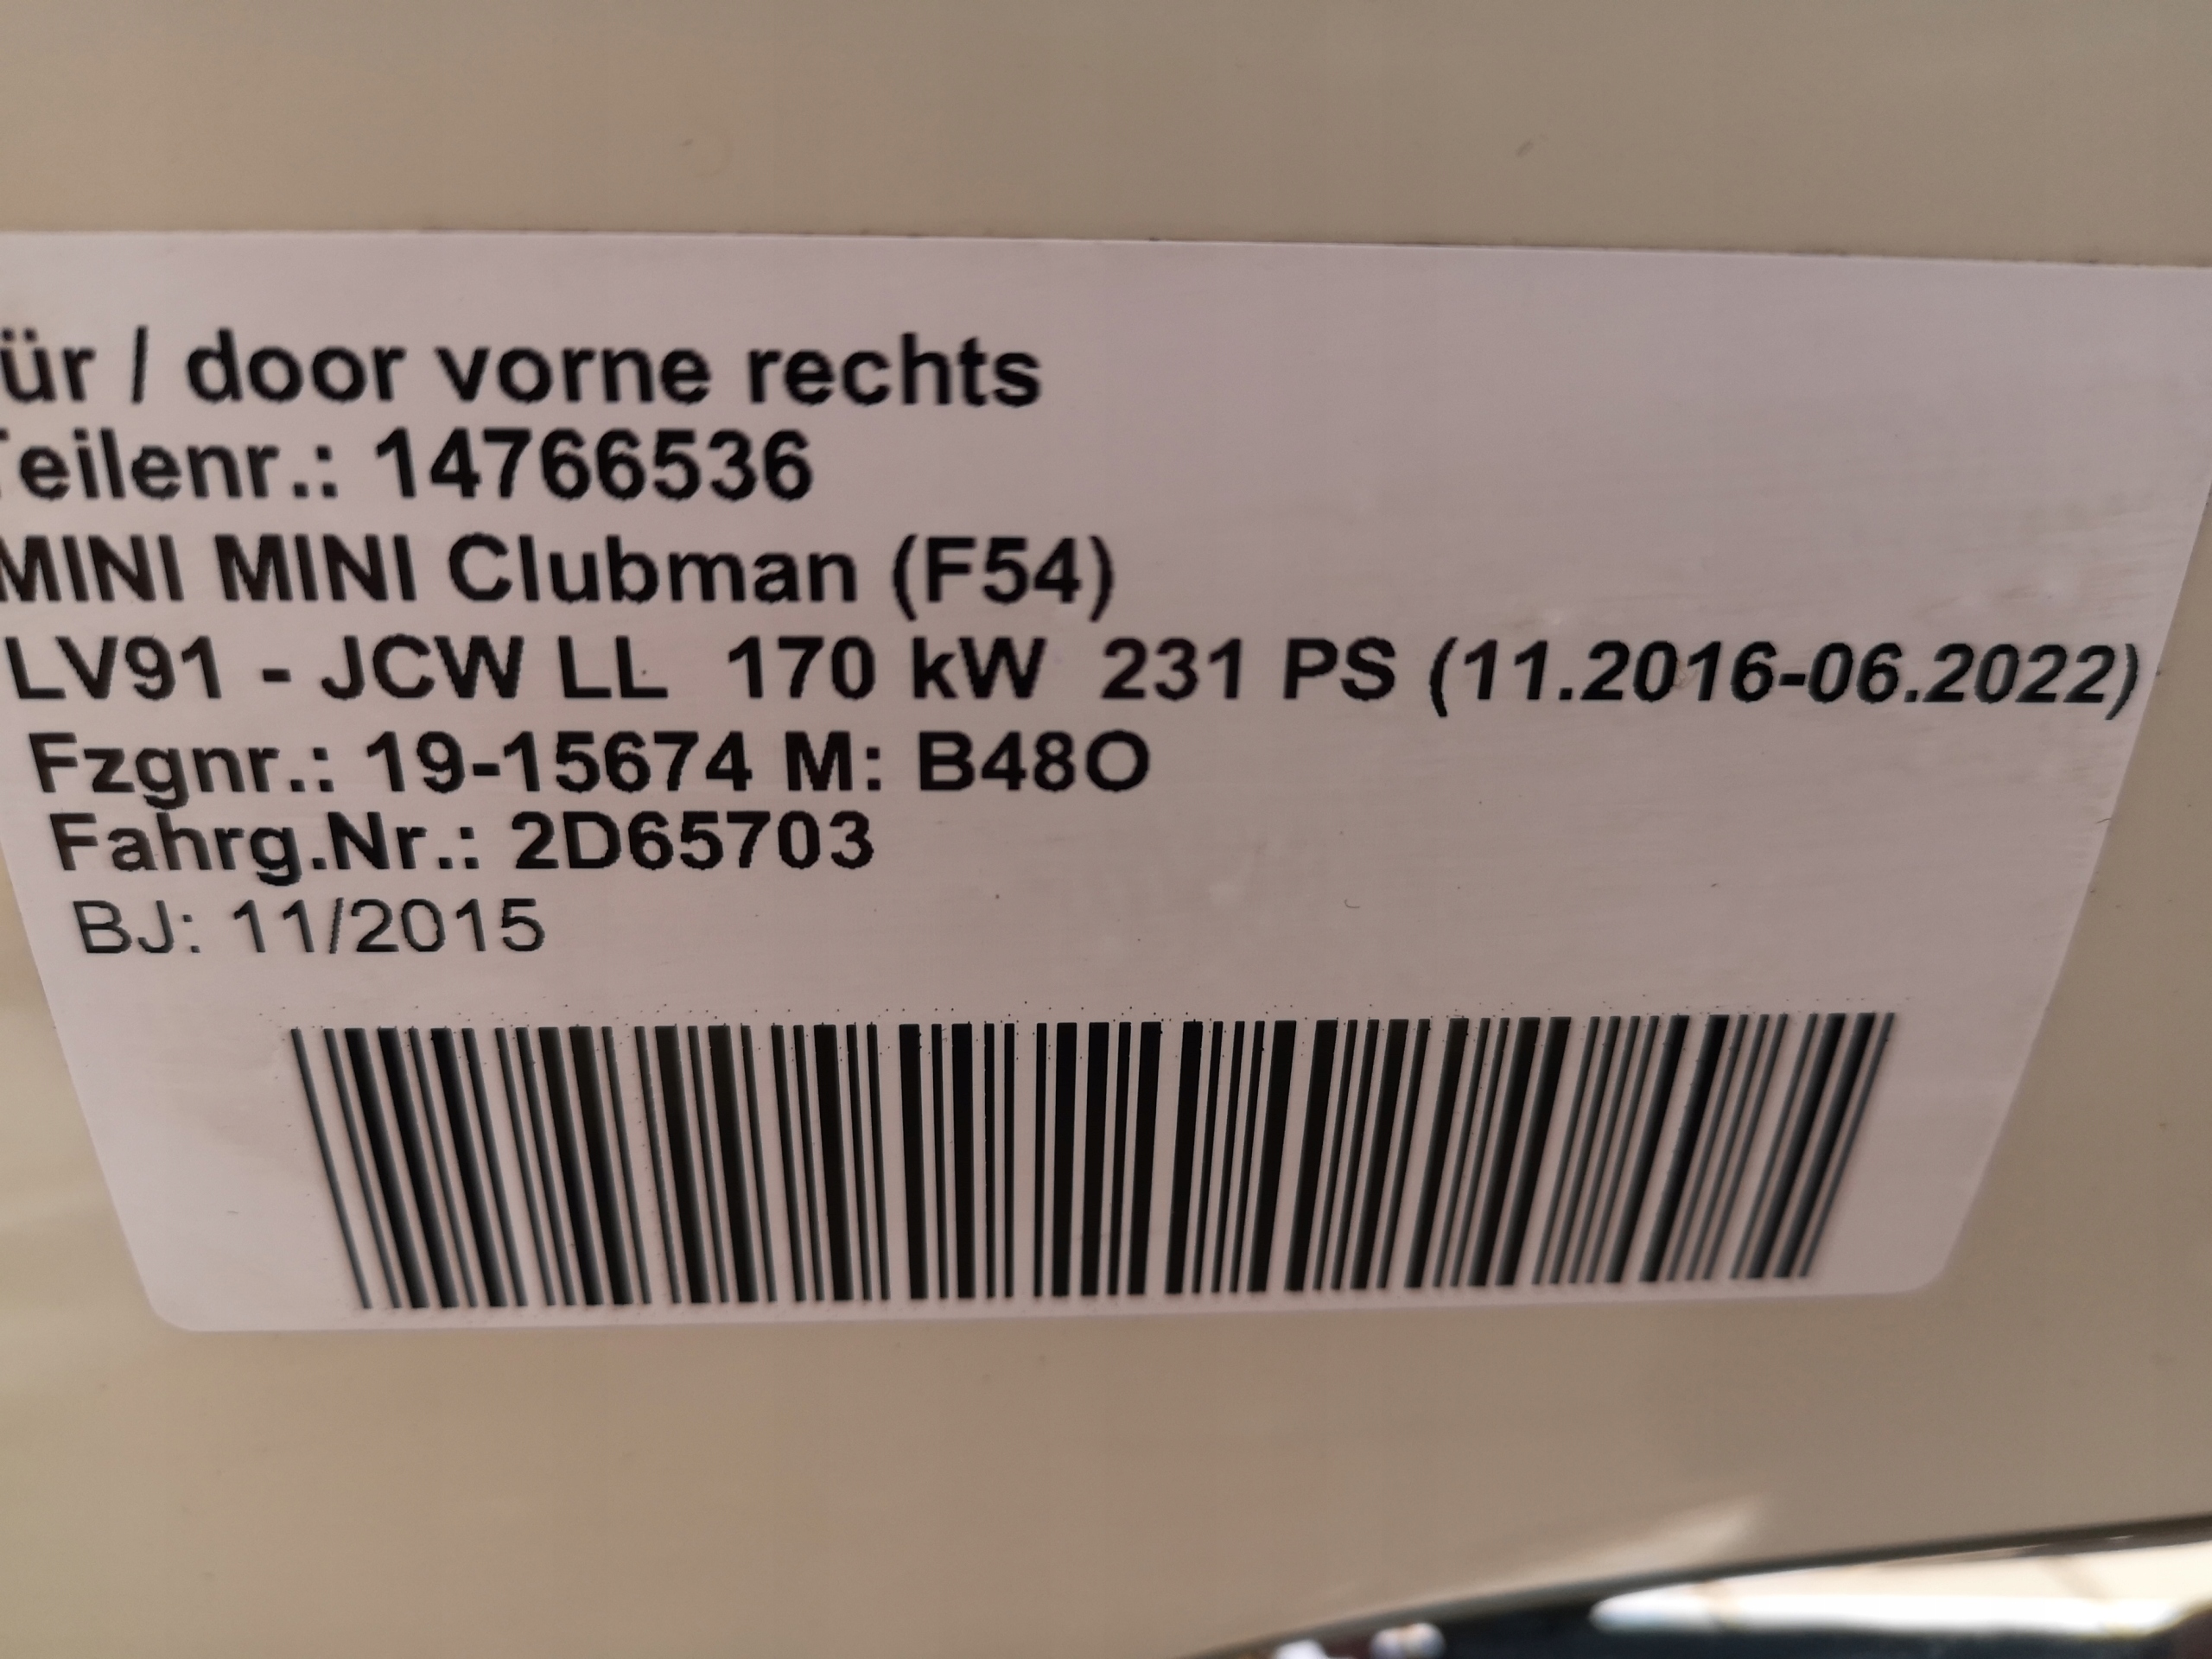 ür / door vorne rechts
Teilenr.: 14766536
MINI MINI Clubman (F54)
LV91 - JCW LL 170 kW 231 PS (11.2016-06.2022)
Fzgnr.: 19-15674 M: B48O
Fahrg.Nr.: 2D65703
BJ: 11/2015